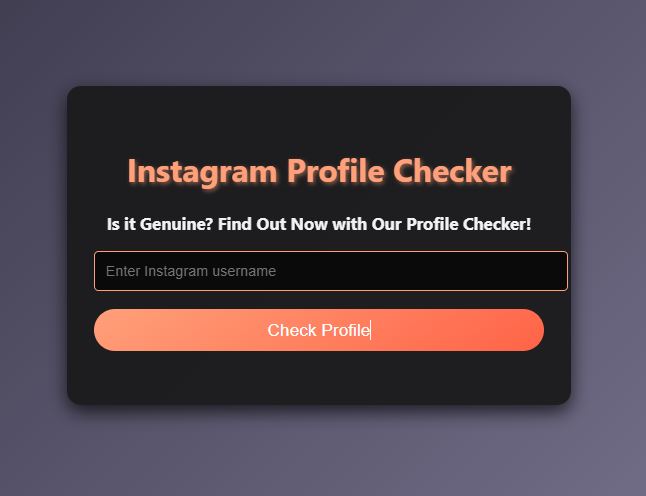 Instagram Profile Checker
Is it Genuine? Find Out Now with Our Profile Checker!
Enter Instagram username
Check Profile